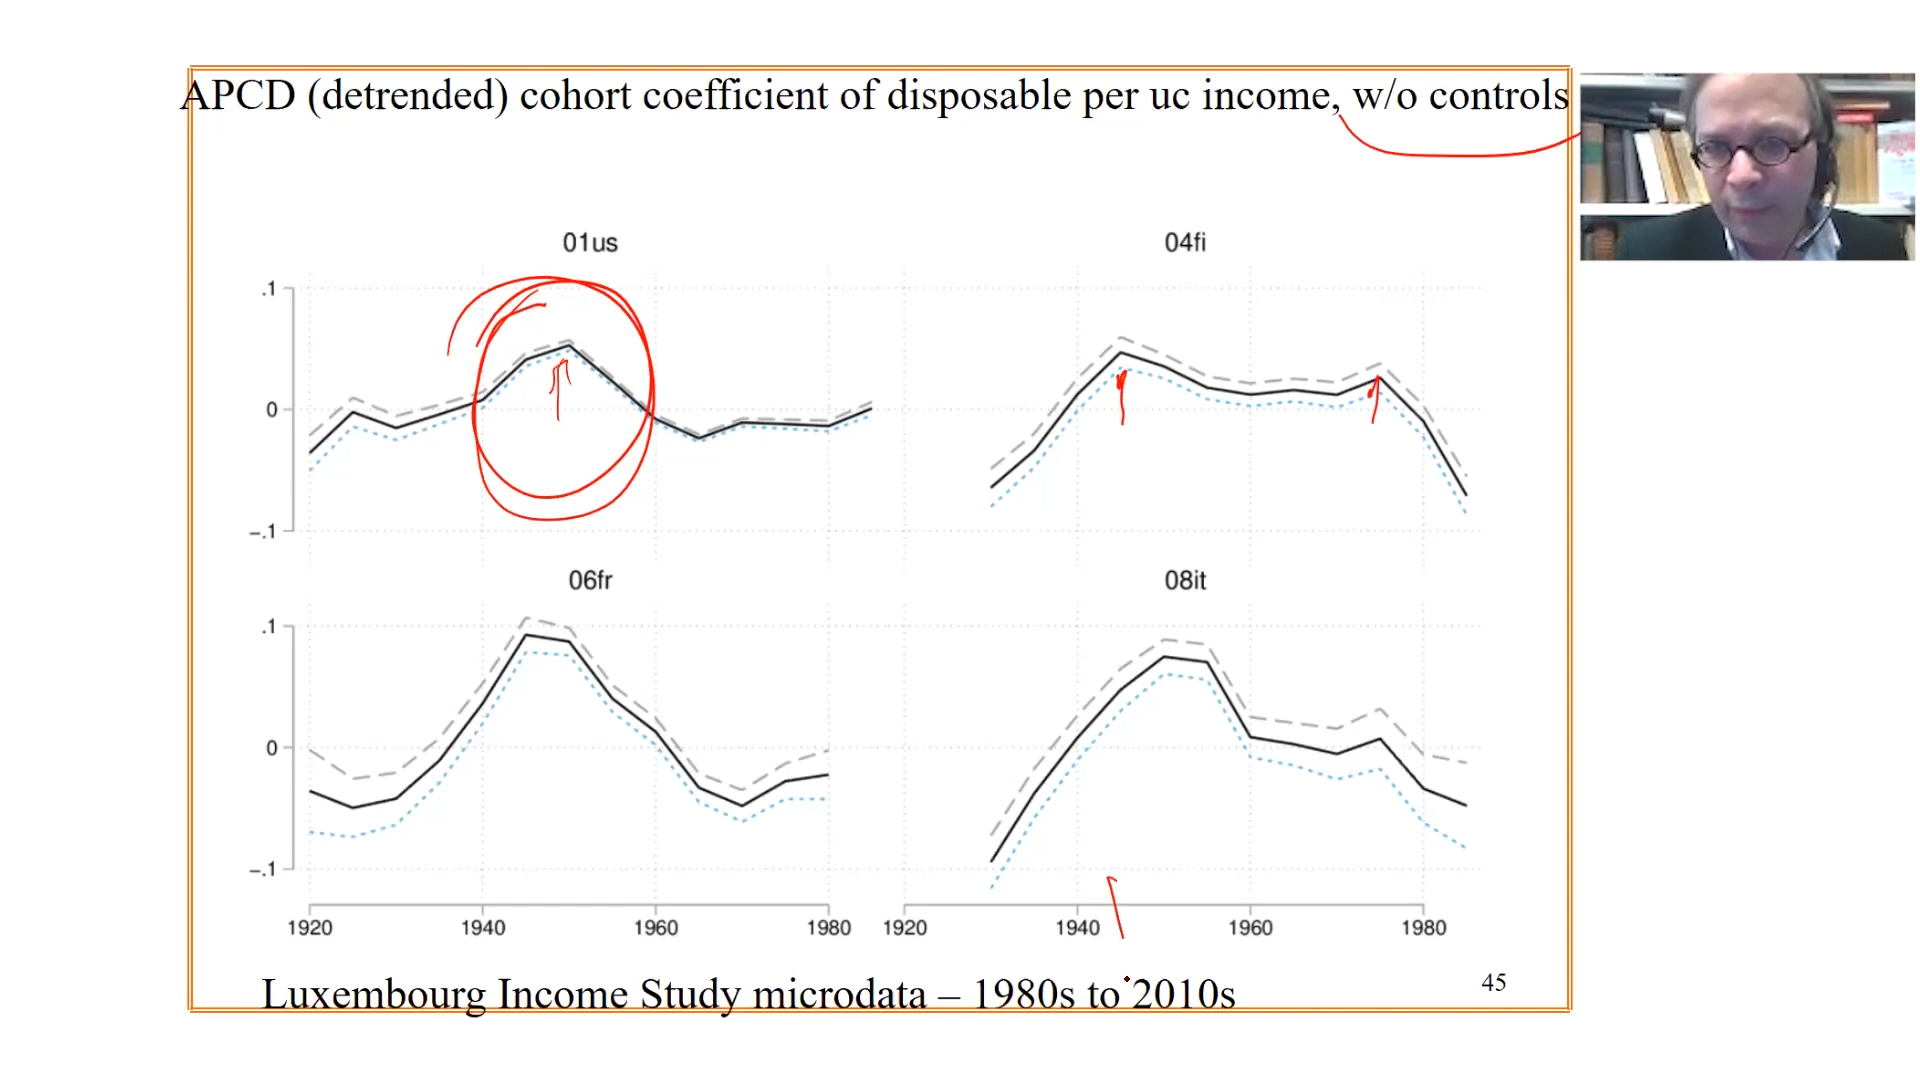 APCD (detrended) cohort coefficient of disposable per uc income, w/o controls
01us
04fi
.1
0
−.1
06fr
08it
.1
0
−.1
1920 1940 1960 1980 1920 1940 1960 1980
Luxembourg Income Study microdata – 1980s to 2010s
45